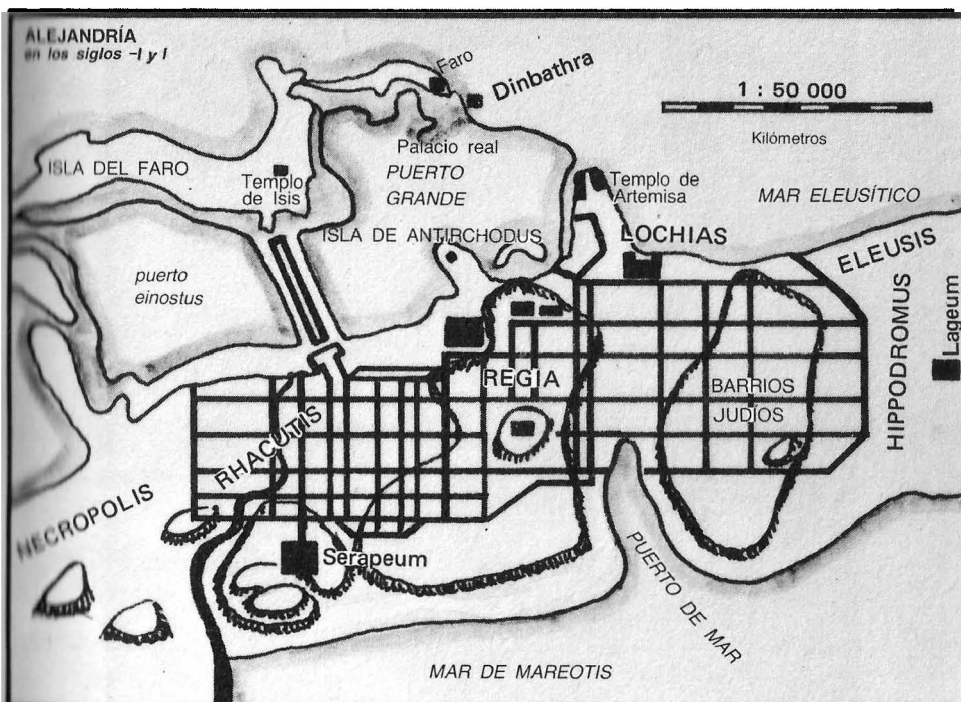 ALEJANDRÍA
en los siglos –I y I
Faro
Dinbathra
1 : 50 000
Kilómetros
Palacio real
ISLA DEL FARO
Templo
de Isis
PUERTO
GRANDE
Templo de
Artemisa
MAR ELEUSÍTICO
ISLA DE ANTIRCHODUS
LOCHIAS
ELEUSIS
puerto
einostus
HIPPODROMUS
Lageum
REGIA
BARRIOS
JUDÍOS
RHACUTIS
NECROPOLIS
Serapeum
PUERTO DE MAR
MAR DE MAREOTIS